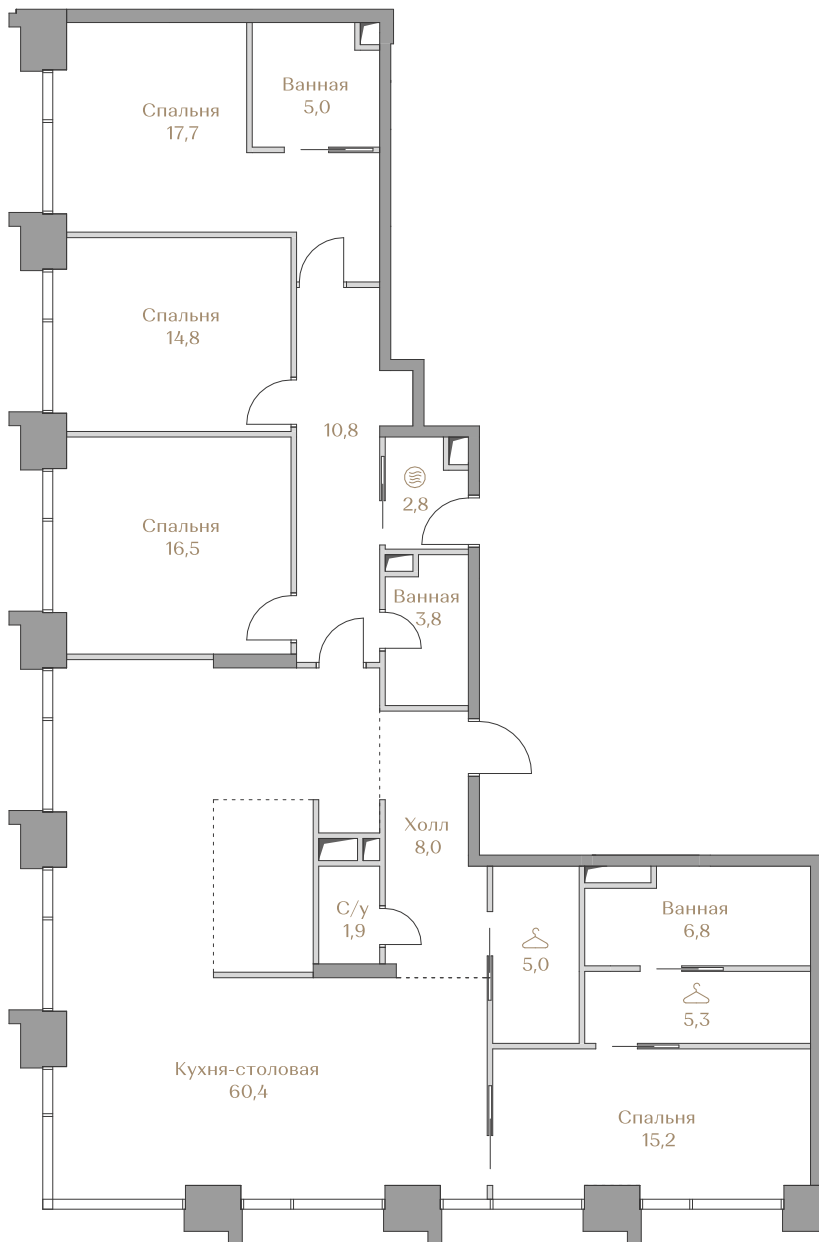 Спальня
17,7
Ванная
5,0
Спальня
14,8
10,8
2,8
Спальня
16,5
Ванная
3,8
Холл
8,0
С/у
1,9
5,0
Ванная
6,8
5,3
Кухня-столовая
60,4
Спальня
15,2